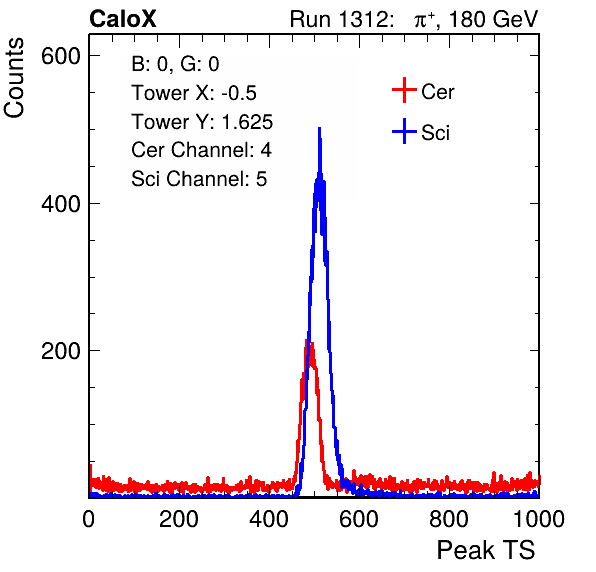 CaloX Run 1312: π⁺, 180 GeV
Counts
B: 0, G: 0
Tower X: -0.5
Tower Y: 1.625
Cer Channel: 4
Sci Channel: 5
Cer
Sci
600
400
200
0 200 400 600 800 1000
Peak TS